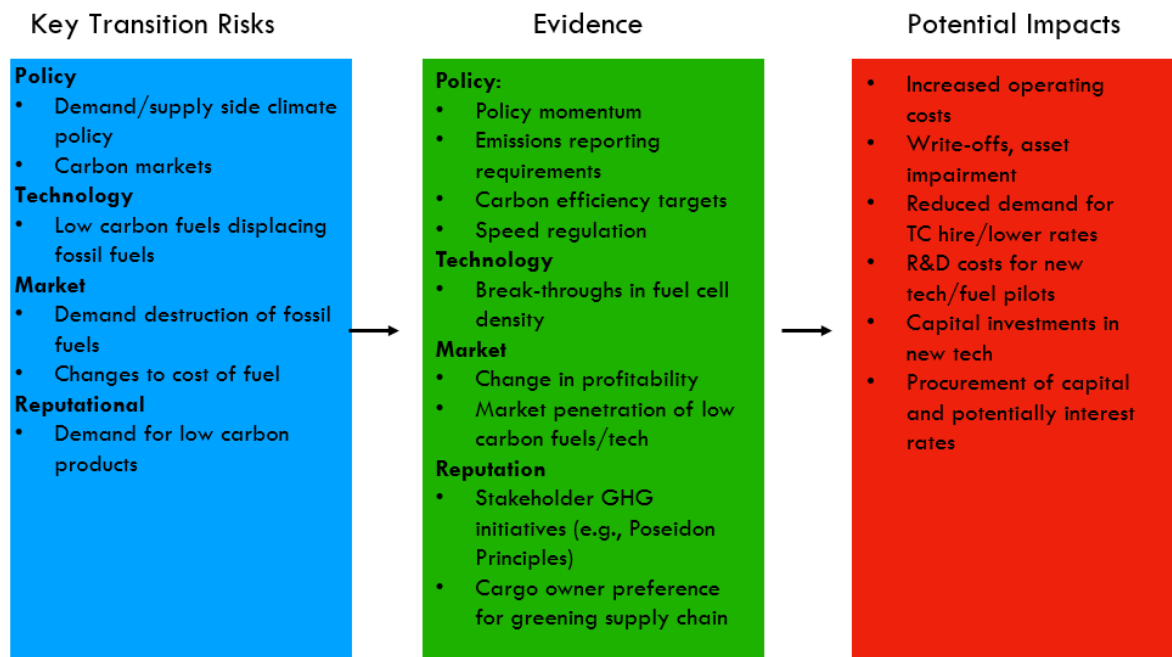 Key Transition Risks
Policy
• Demand/supply side climate
policy
• Carbon markets
Technology
• Low carbon fuels displacing
fossil fuels
Market
• Demand destruction of fossil
fuels
• Changes to cost of fuel
Reputational
• Demand for low carbon
products
Evidence
Policy:
• Policy momentum
• Emissions reporting
requirements
• Carbon efficiency targets
• Speed regulation
Technology
• Break-throughs in fuel cell
density
Market
• Change in profitability
• Market penetration of low
carbon fuels/tech
Reputation
• Stakeholder GHG
initiatives (e.g., Poseidon
Principles)
• Cargo owner preference
for greening supply chain
Potential Impacts
• Increased operating
costs
• Write-offs, asset
impairment
• Reduced demand for
TC hire/lower rates
• R&D costs for new
tech/fuel pilots
• Capital investments in
new tech
• Procurement of capital
and potentially interest
rates